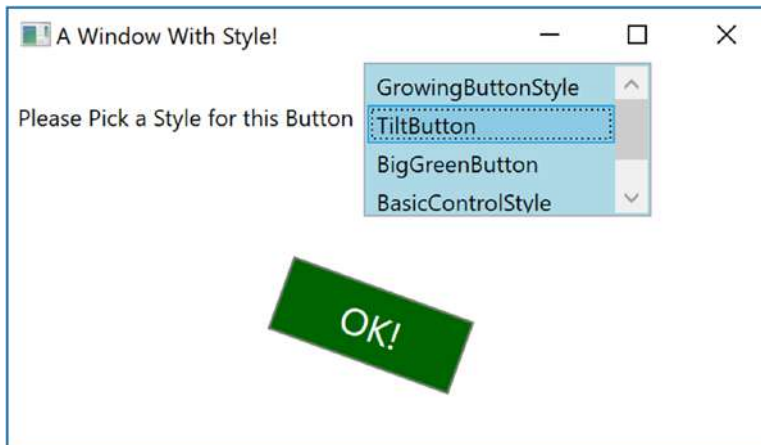 A Window With Style!
Please Pick a Style for this Button
GrowingButtonStyle
TiltButton
BigGreenButton
BasicControlStyle
OK!